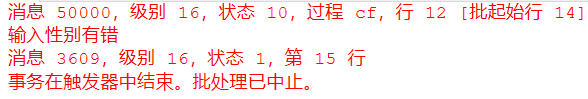 消息 50000, 级别 16, 状态 10, 过程 cf, 行 12 [批起始行 14]
输入性别有错
消息 3609, 级别 16, 状态 1, 第 15 行
事务在触发器中结束。批处理已中止。